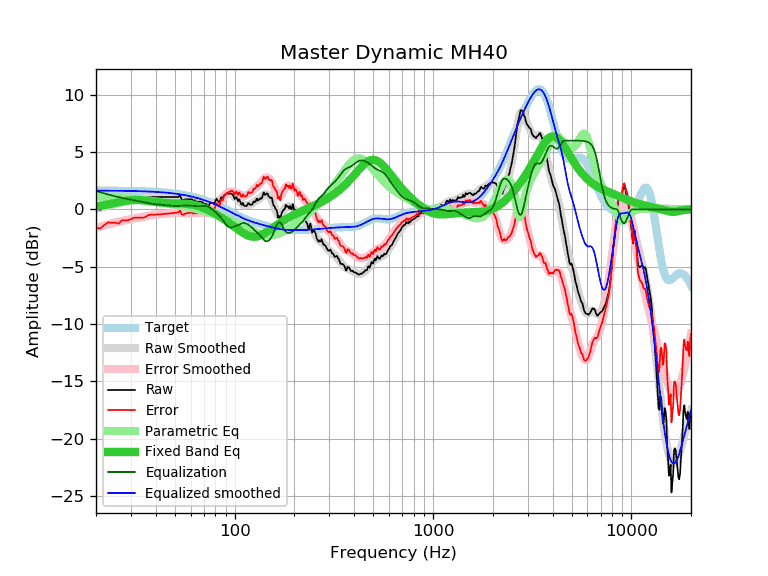 Master Dynamic MH40
Amplitude (dBr)
10
5
0
−5
−10
−15
−20
−25
Target
Raw Smoothed
Error Smoothed
Raw
Error
Parametric Eq
Fixed Band Eq
Equalization
Equalized smoothed
100
1000
10000
Frequency (Hz)